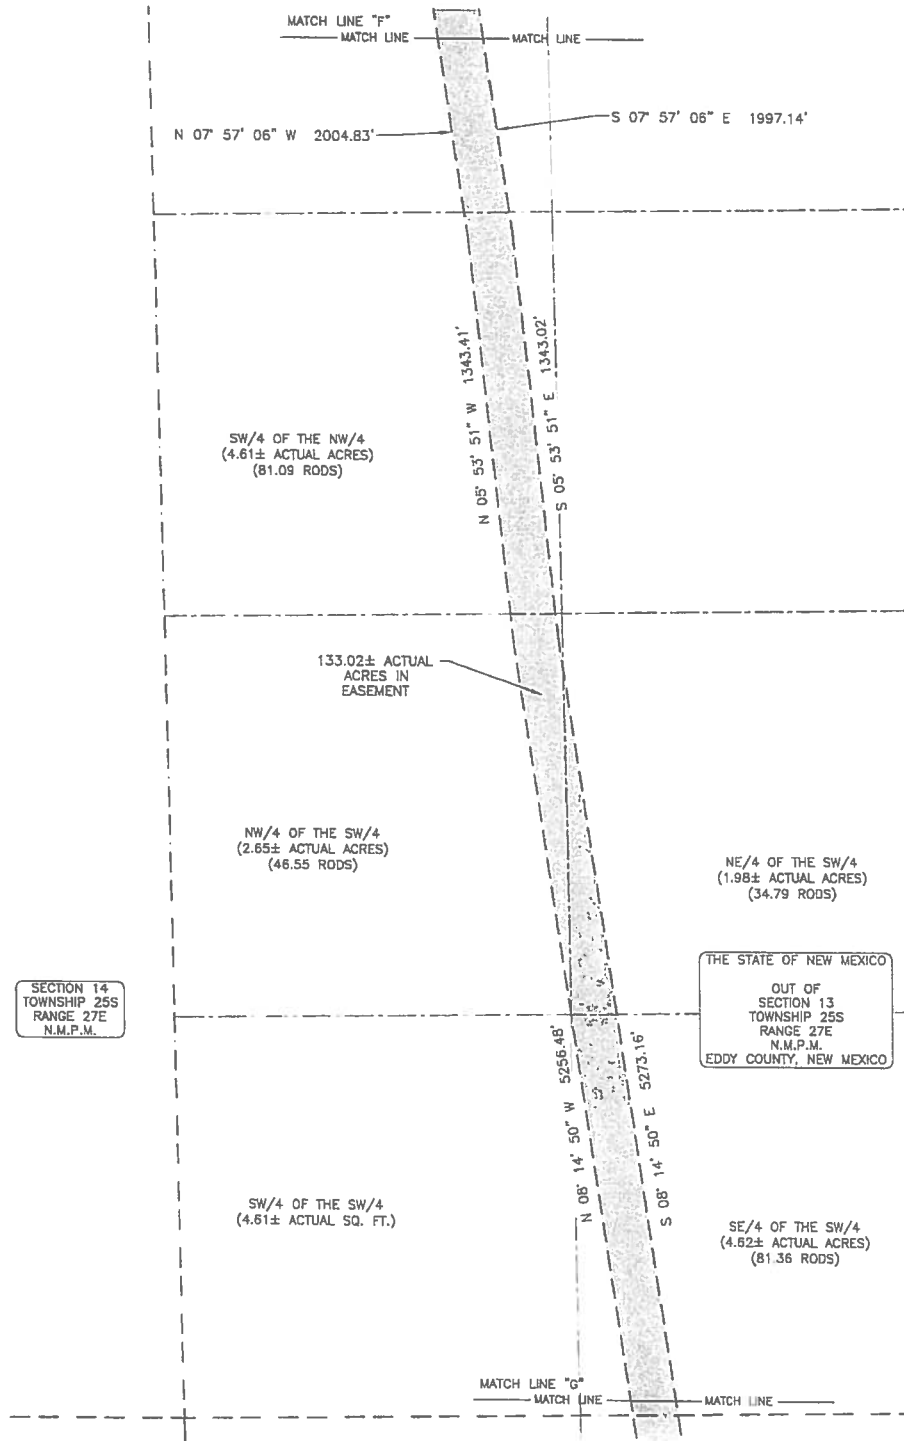 MATCH LINE "F"
MATCH LINE
MATCH LINE
N 07° 57' 06" W 2004.83'
S 07° 57' 06" E 1997.14'
N 05° 53' 51" W 1343.41'
S 05° 53' 51" E 1343.02'
SW/4 OF THE NW/4
(4.61± ACTUAL ACRES)
(81.09 RODS)
133.02± ACTUAL
ACRES IN
EASEMENT
NW/4 OF THE SW/4
(2.65± ACTUAL ACRES)
(46.55 RODS)
NE/4 OF THE SW/4
(1.98± ACTUAL ACRES)
(34.79 RODS)
SECTION 14
TOWNSHIP 25S
RANGE 27E
N.M.P.M.
THE STATE OF NEW MEXICO
OUT OF
SECTION 13
TOWNSHIP 25S
RANGE 27E
N.M.P.M.
EDDY COUNTY, NEW MEXICO
N 08° 14' 50" W 5256.48'
S 08° 14' 50" E 5273.16'
SW/4 OF THE SW/4
(4.61± ACTUAL SQ. FT.)
SE/4 OF THE SW/4
(4.62± ACTUAL ACRES)
(81.36 RODS)
MATCH LINE "G"
MATCH LINE
MATCH LINE